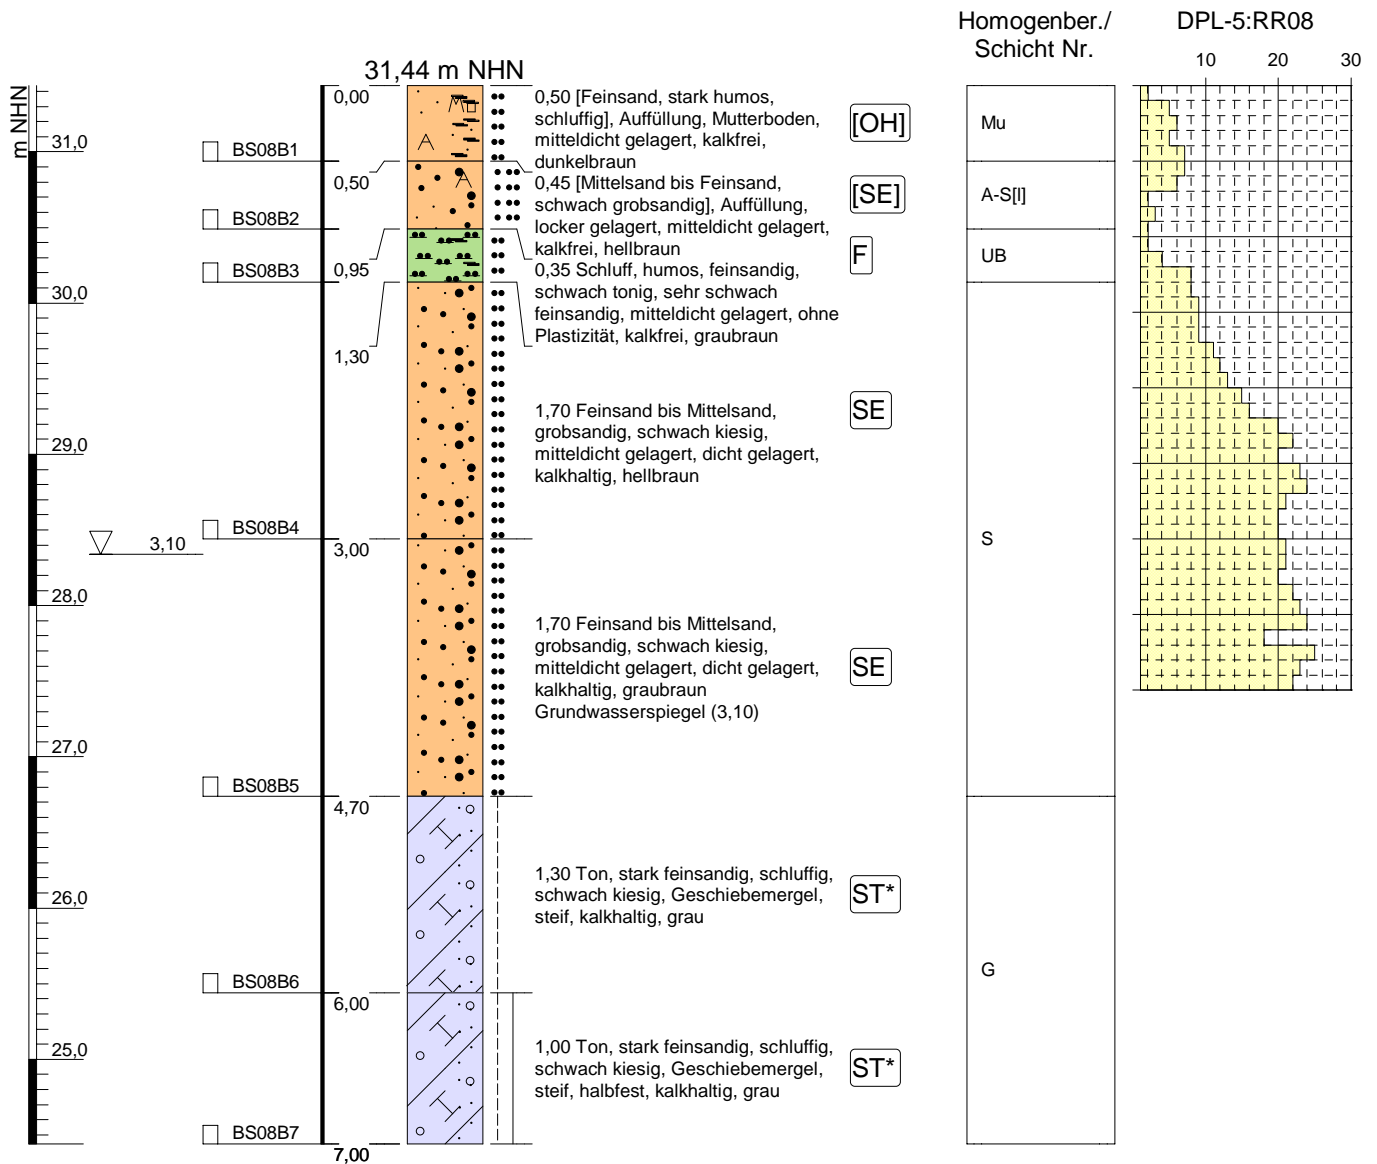 Homogenber./
Schicht Nr.
DPL-5:RR08
10 20 30
31,44 m NHN
m NHN
0,00
0,50 [Feinsand, stark humos,
schluffig], Auffüllung, Mutterboden,
mitteldicht gelagert, kalkfrei,
dunkelbraun
[OH]
Mu
31,0
BS08B1
0,50
0,45 [Mittelsand bis Feinsand,
schwach grobsandig], Auffüllung,
locker gelagert, mitteldicht gelagert,
kalkfrei, hellbraun
[SE]
A-S[l]
BS08B2
0,95
0,35 Schluff, humos, feinsandig,
schwach tonig, sehr schwach
feinsandig, mitteldicht gelagert, ohne
Plastizität, kalkfrei, graubraun
F
UB
BS08B3
30,0
1,30
1,70 Feinsand bis Mittelsand,
grobsandig, schwach kiesig,
mitteldicht gelagert, dicht gelagert,
kalkhaltig, hellbraun
SE
29,0
BS08B4
3,10
3,00
S
28,0
1,70 Feinsand bis Mittelsand,
grobsandig, schwach kiesig,
mitteldicht gelagert, dicht gelagert,
kalkhaltig, graubraun
Grundwasserspiegel (3,10)
SE
27,0
BS08B5
4,70
1,30 Ton, stark feinsandig, schluffig,
schwach kiesig, Geschiebemergel,
steif, kalkhaltig, grau
ST*
26,0
BS08B6
6,00
G
1,00 Ton, stark feinsandig, schluffig,
schwach kiesig, Geschiebemergel,
steif, halbfest, kalkhaltig, grau
ST*
25,0
BS08B7
7,00